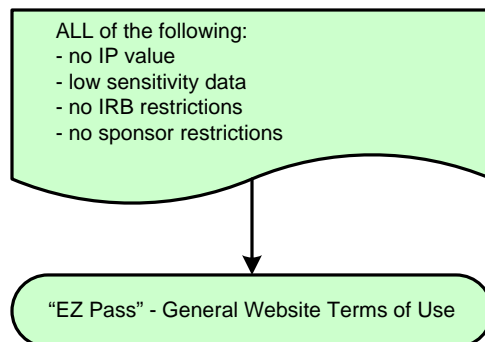 ALL of the following:
- no IP value
- low sensitivity data
- no IRB restrictions
- no sponsor restrictions
“EZ Pass” - General Website Terms of Use